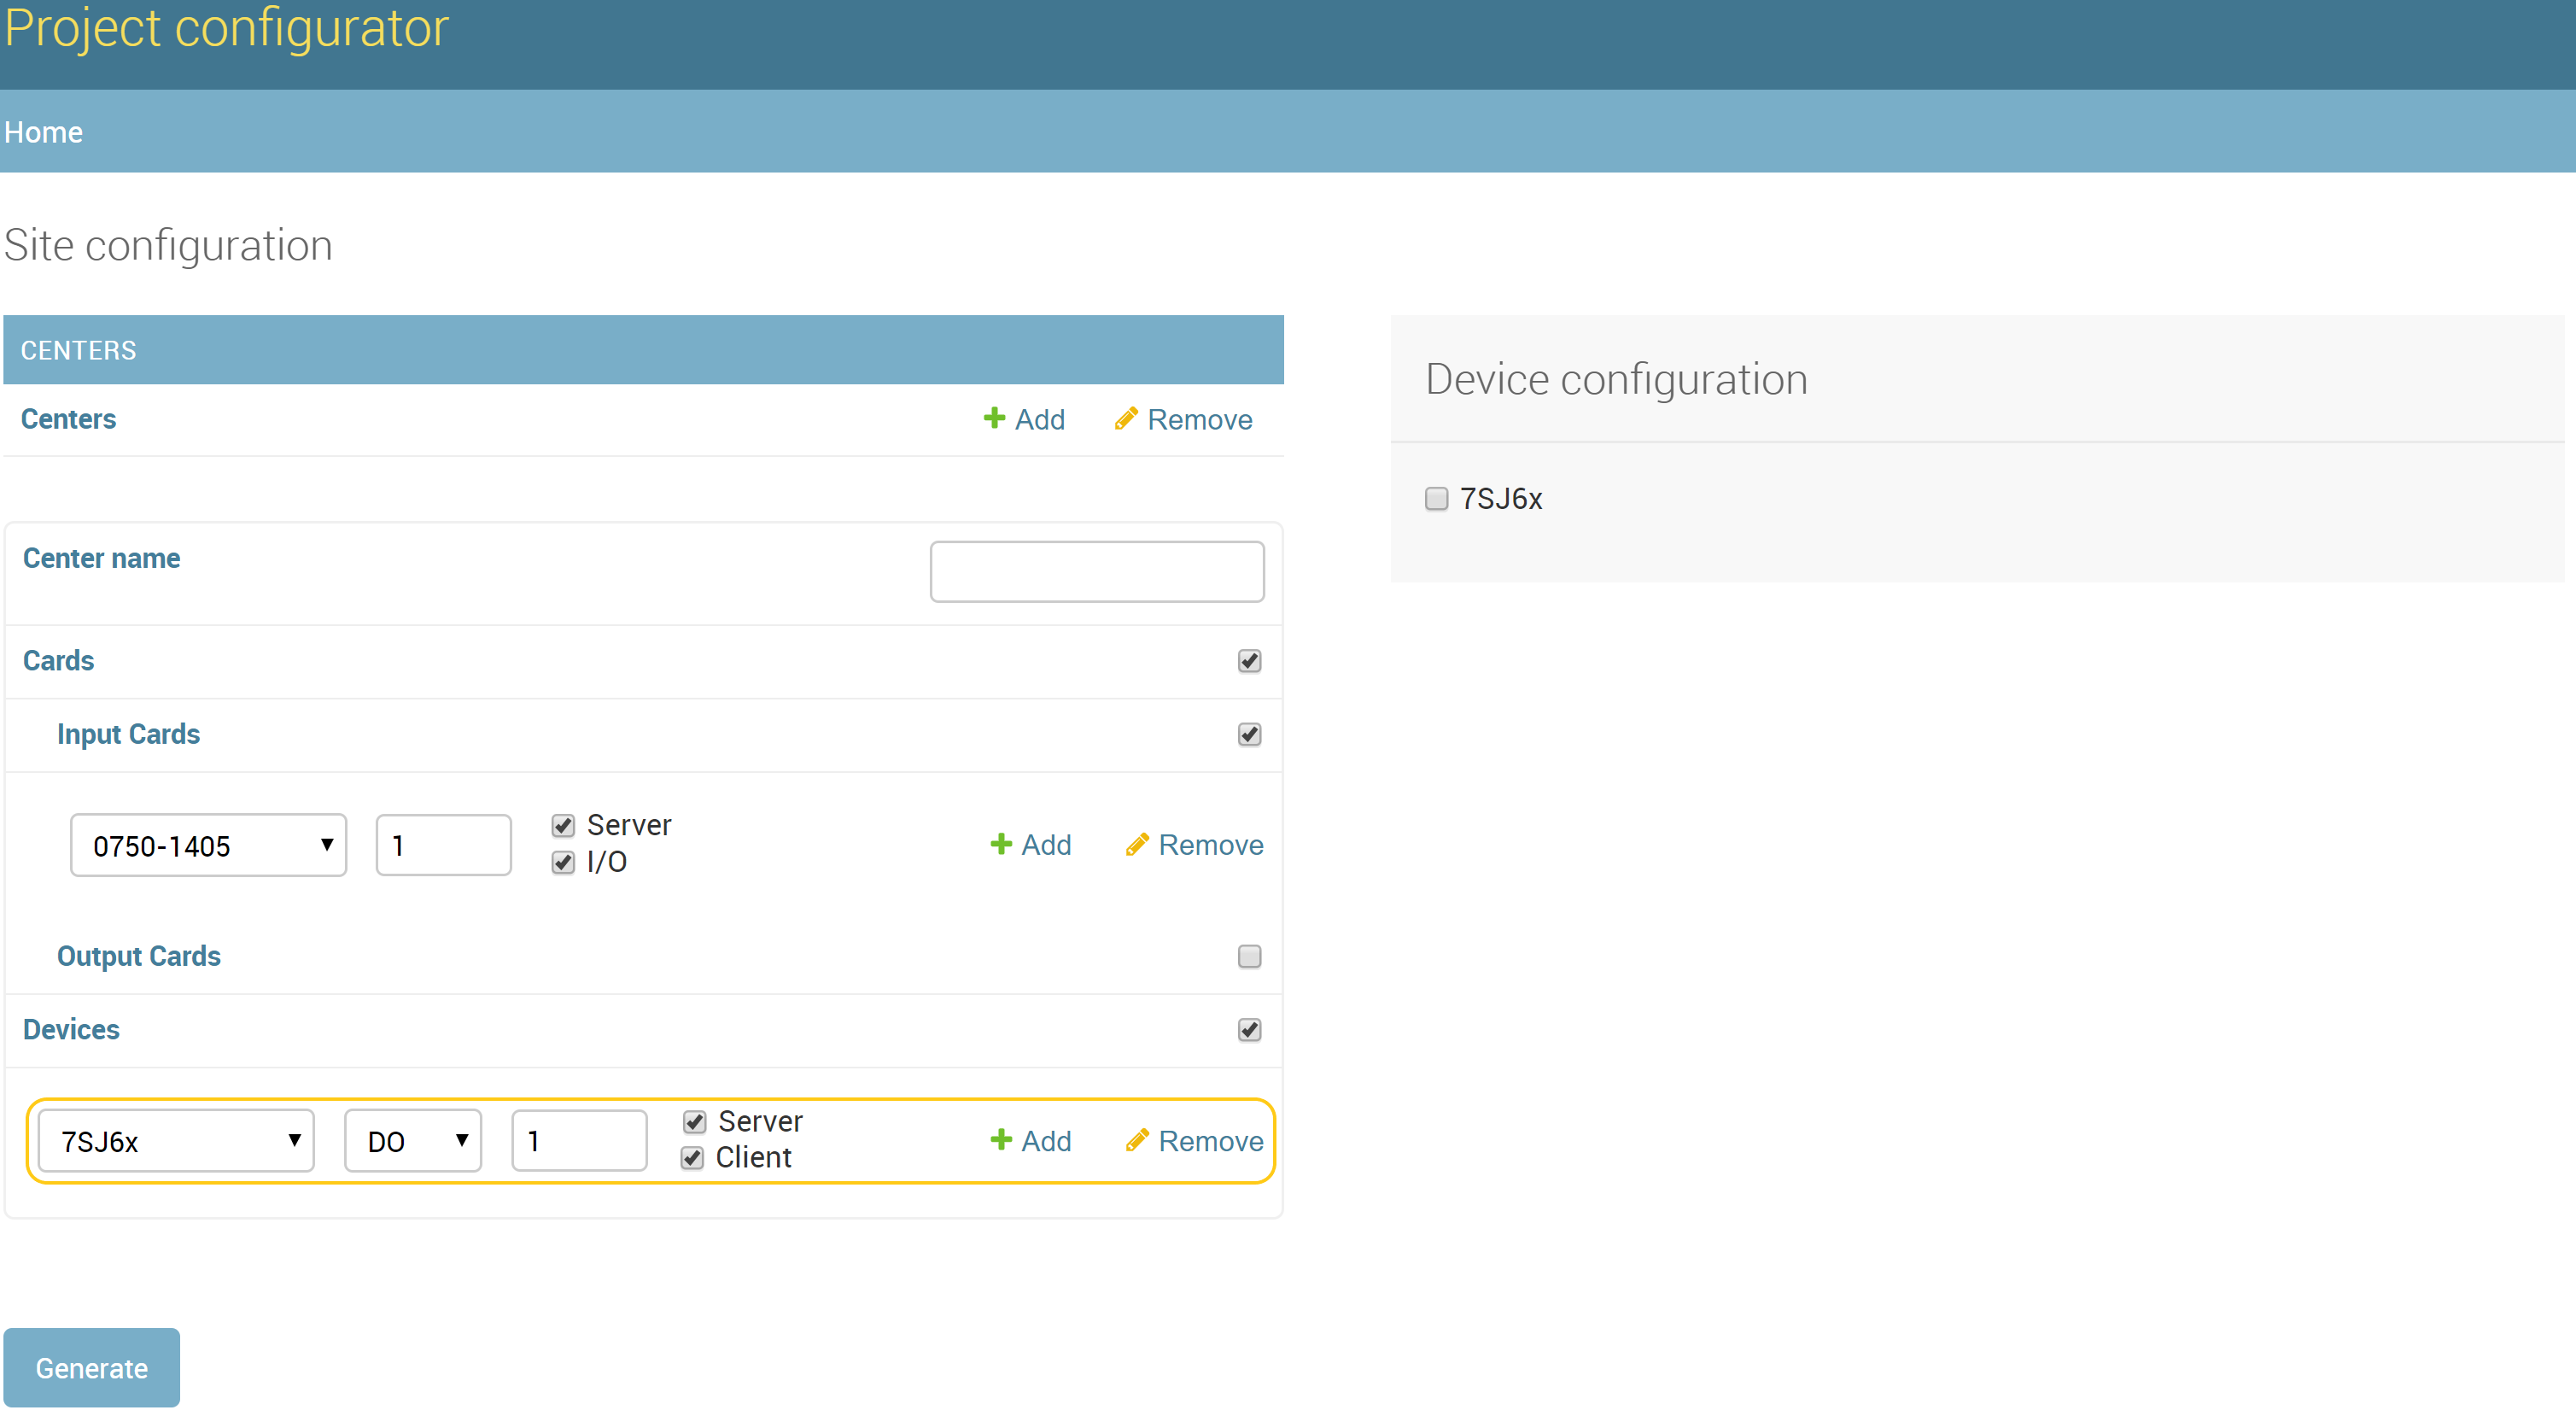 Project configurator
Home
Site configuration
CENTERS
Centers Add Remove
Center name
Cards
Input Cards
0750-1405 1 Server
I/O
Add Remove
Output Cards
Devices
7SJ6x DO 1 Server
Client
Add Remove
Generate
Device configuration
7SJ6x